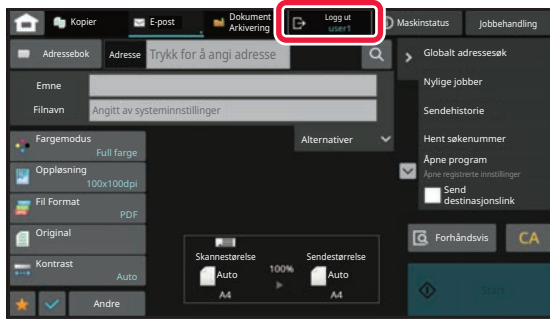 Kopier
E-post
Dokument
Arkivering
Logg ut
user1
Maskinstatus
Jobbehandling
Adressebok
Adresse
Trykk for å angi adresse
Emne
Filnavn
Angitt av systeminnstillinger
Fargemodus
Full farge
Oppløsning
100x100dpi
Fil Format
PDF
Original
Kontrast
Auto
Andre
Alternativer
Skannestørelse
Auto
A4
100%
Sendestørrelse
Auto
A4
Globalt adressesøk
Nylige jobber
Sendehistorie
Hent søkenummer
Åpne program
Åpne registrerte innstillinger
Send
destinasjonslink
Forhåndsvis
CA
Start